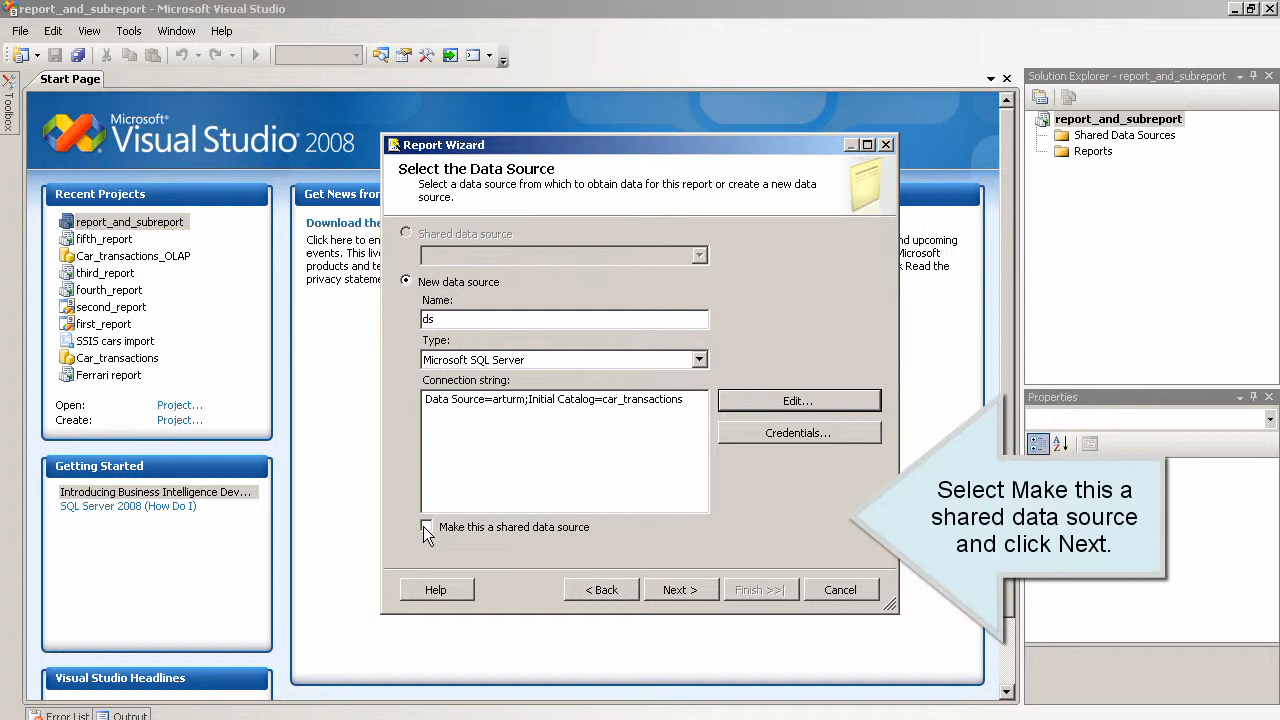 report_and_subreport - Microsoft Visual Studio
File Edit View Tools Window Help
Toolbox
Start Page
Microsoft®
Visual Studio® 2008
Recent Projects
report_and_subreport
fifth_report
Car_transactions_OLAP
third_report
fourth_report
second_report
first_report
SSIS cars import
Car_transactions
Ferrari report
Open: Project...
Create: Project...
Getting Started
Introducing Business Intelligence Dev...
SQL Server 2008 (How Do I)
Visual Studio Headlines
Get News from
Download the
Click here to en
events. This live
products and te
privacy stateme
nd upcoming
Microsoft
k Read the
Report Wizard
Select the Data Source
Select a data source from which to obtain data for this report or create a new data
source.
Shared data source
New data source
Name:
ds
Type:
Microsoft SQL Server
Connection string:
Data Source=arturm;Initial Catalog=car_transactions
Edit...
Credentials...
Make this a shared data source
Help < Back Next > Finish >>| Cancel
Select Make this a
shared data source
and click Next.
Solution Explorer - report_and_subreport
report_and_subreport
Shared Data Sources
Reports
Properties
Error List Output